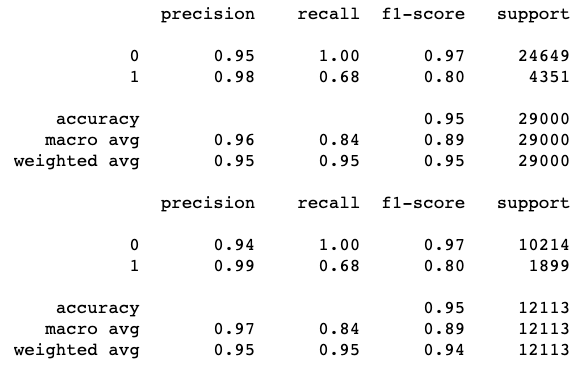 precision recall f1-score support
0 0.95 1.00 0.97 24649
1 0.98 0.68 0.80 4351
accuracy 0.95 29000
macro avg 0.96 0.84 0.89 29000
weighted avg 0.95 0.95 0.95 29000
precision recall f1-score support
0 0.94 1.00 0.97 10214
1 0.99 0.68 0.80 1899
accuracy 0.95 12113
macro avg 0.97 0.84 0.89 12113
weighted avg 0.95 0.95 0.94 12113